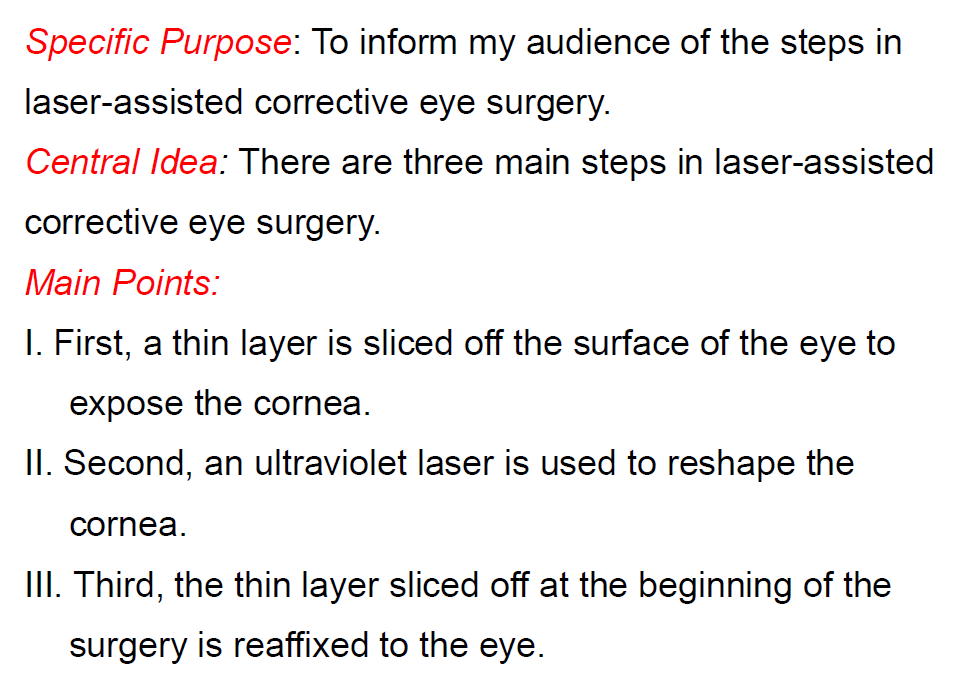 Specific Purpose: To inform my audience of the steps in
laser-assisted corrective eye surgery.
Central Idea: There are three main steps in laser-assisted
corrective eye surgery.
Main Points:
I. First, a thin layer is sliced off the surface of the eye to
expose the cornea.
II. Second, an ultraviolet laser is used to reshape the
cornea.
III. Third, the thin layer sliced off at the beginning of the
surgery is reaffixed to the eye.